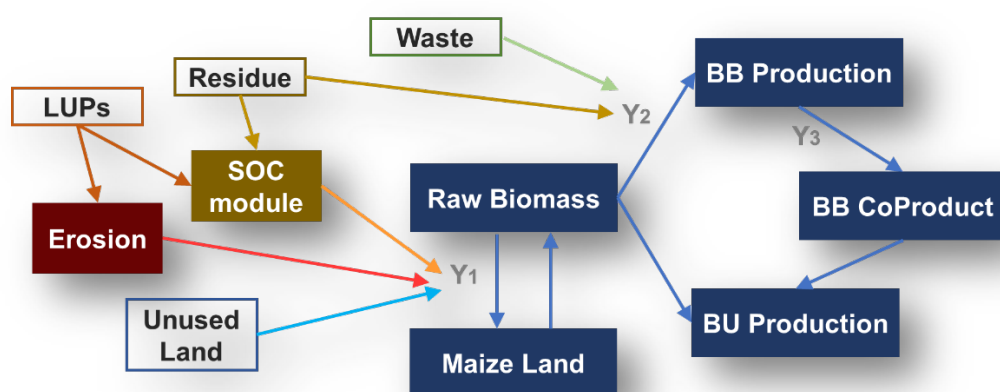 Waste
BB Production
Residue
LUPs
Y2
Y3
SOC
module
Raw Biomass
BB CoProduct
Erosion
Y1
Unused
Land
BU Production
Maize Land